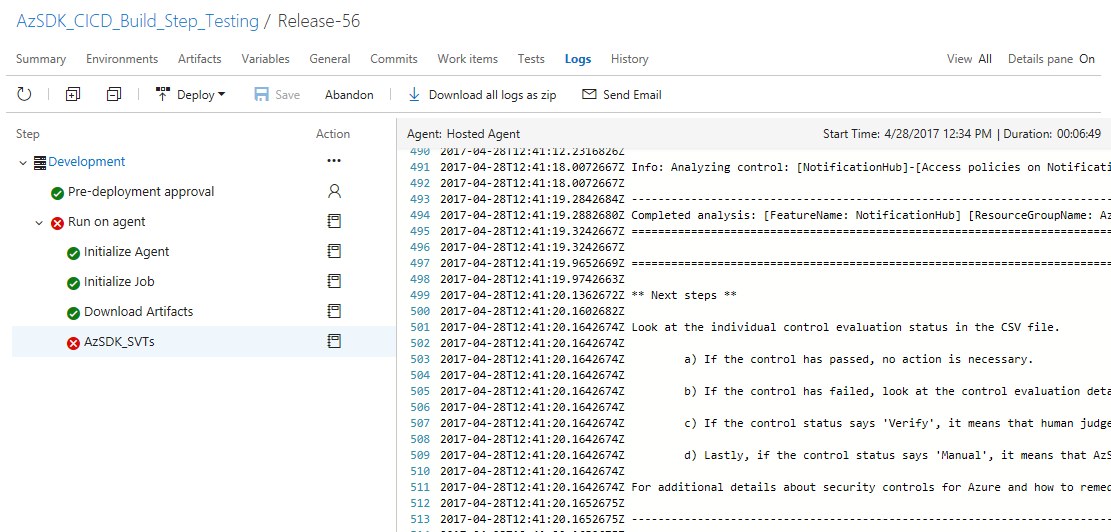 AzSDK_CICD_Build_Step_Testing / Release-56
Summary Environments Artifacts Variables General Commits Work items Tests Logs History View All Details pane On
Deploy Save Abandon Download all logs as zip Send Email
Step Action
Development
Pre-deployment approval
Run on agent
Initialize Agent
Initialize Job
Download Artifacts
AzSDK_SVTs
Agent: Hosted Agent Start Time: 4/28/2017 12:34 PM | Duration: 00:06:49
490 2017-04-28T12:41:12.2316826Z
491 2017-04-28T12:41:18.0072667Z Info: Analyzing control: [NotificationHub]-[Access policies on Notificati
492 2017-04-28T12:41:18.0072667Z
493 2017-04-28T12:41:19.2842684Z --------------------------------------------------------------------------------
494 2017-04-28T12:41:19.2882680Z Completed analysis: [FeatureName: NotificationHub] [ResourceGroupName: Az
495 2017-04-28T12:41:19.3242667Z ================================================================================
496 2017-04-28T12:41:19.3242667Z
497 2017-04-28T12:41:19.9652669Z ================================================================================
498 2017-04-28T12:41:19.9742663Z
499 2017-04-28T12:41:20.1362672Z ** Next steps **
500 2017-04-28T12:41:20.1602682Z
501 2017-04-28T12:41:20.1642674Z Look at the individual control evaluation status in the CSV file.
502 2017-04-28T12:41:20.1642674Z
503 2017-04-28T12:41:20.1642674Z a) If the control has passed, no action is necessary.
504 2017-04-28T12:41:20.1642674Z
505 2017-04-28T12:41:20.1642674Z b) If the control has failed, look at the control evaluation deta
506 2017-04-28T12:41:20.1642674Z
507 2017-04-28T12:41:20.1642674Z c) If the control status says 'Verify', it means that human judge
508 2017-04-28T12:41:20.1642674Z
509 2017-04-28T12:41:20.1642674Z d) Lastly, if the control status says 'Manual', it means that AzS
510 2017-04-28T12:41:20.1642674Z
511 2017-04-28T12:41:20.1642674Z For additional details about security controls for Azure and how to remed
512 2017-04-28T12:41:20.1652675Z
513 2017-04-28T12:41:20.1652675Z --------------------------------------------------------------------------------